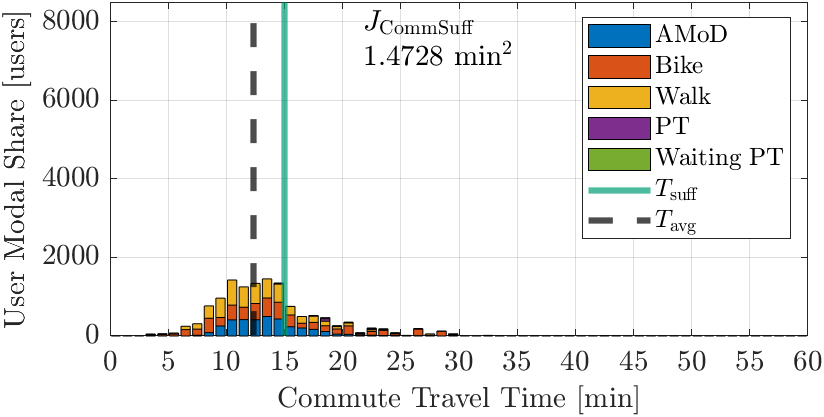 J_CommSuff
1.4728 min²
User Modal Share [users]
8000
6000
4000
2000
0
AMoD
Bike
Walk
PT
Waiting PT
T_suff
T_avg
0 5 10 15 20 25 30 35 40 45 50 55 60
Commute Travel Time [min]